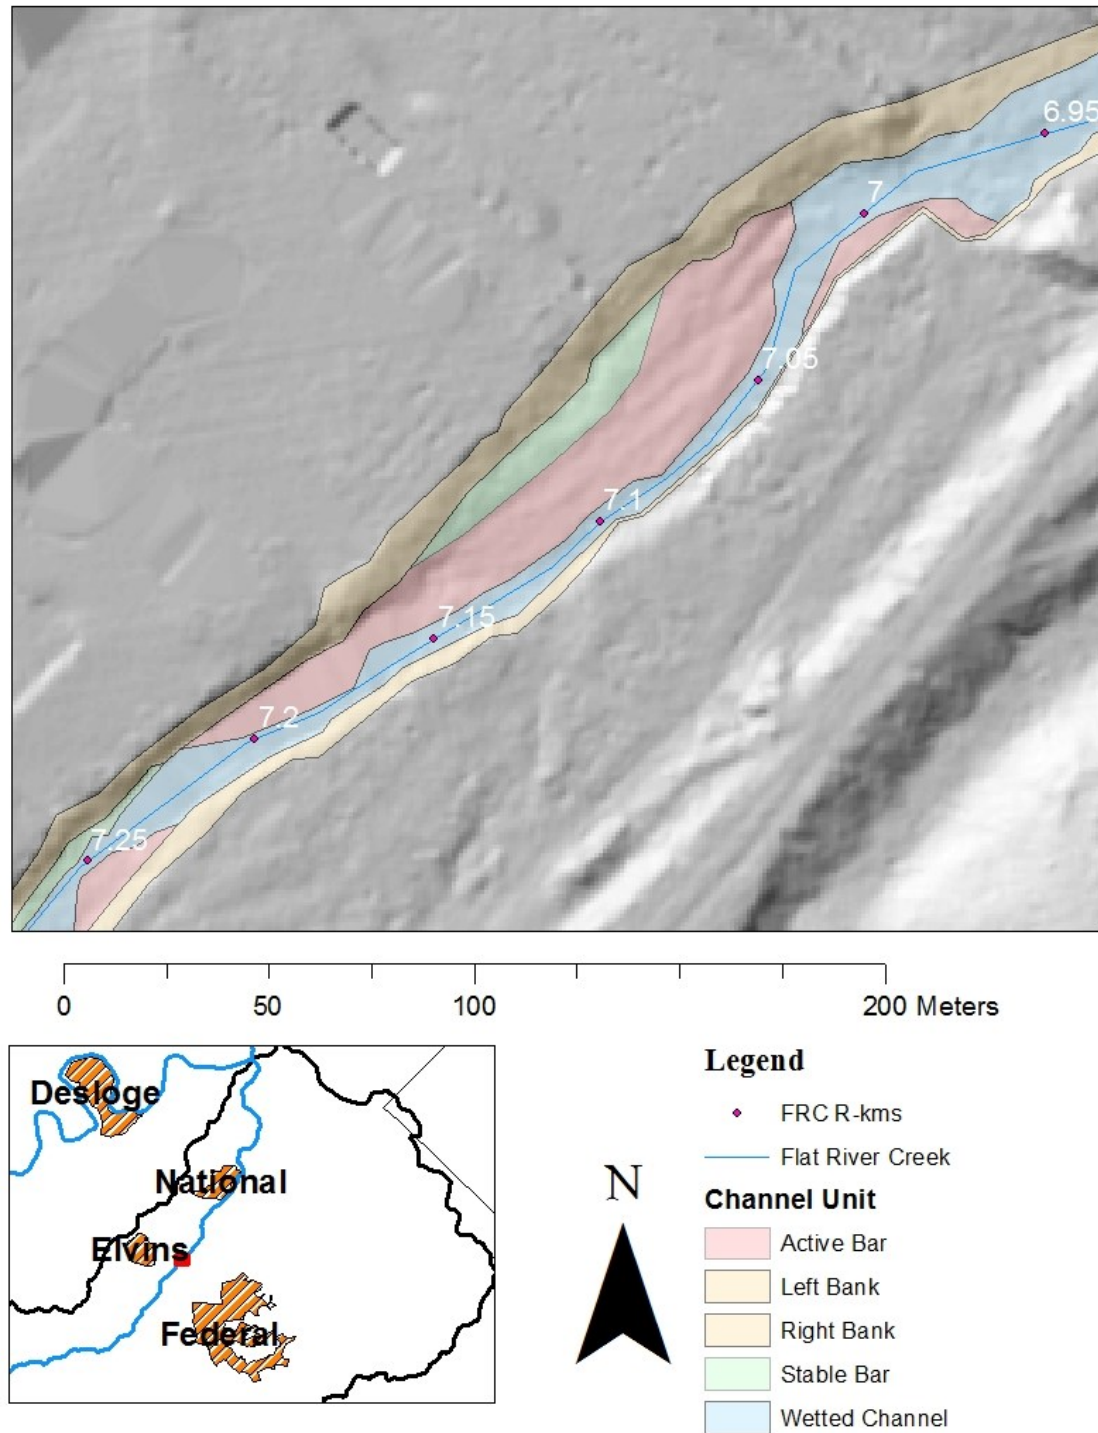 6.95
7
7.05
7.1
7.15
7.2
7.25
0 50 100 200 Meters
Desloge
National
Elvins
Federal
N
Legend
FRC R-kms
Flat River Creek
Channel Unit
Active Bar
Left Bank
Right Bank
Stable Bar
Wetted Channel